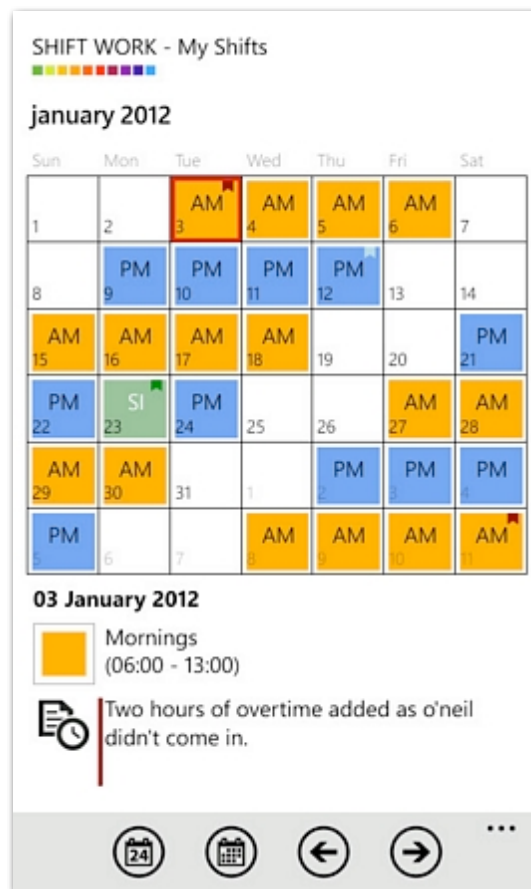 SHIFT WORK - My Shifts
january 2012
Sun Mon Tue Wed Thu Fri Sat
AM AM AM AM
1 2 3 4 5 6 7
PM PM PM PM
8 9 10 11 12 13 14
AM AM AM AM PM
15 16 17 18 19 20 21
PM SI PM AM AM
22 23 24 25 26 27 28
AM AM PM PM PM
29 30 31 1 2 3 4
PM AM AM AM AM
5 6 7 8 9 10 11
03 January 2012
Mornings
(06:00 - 13:00)
Two hours of overtime added as o'neil
didn't come in.
24